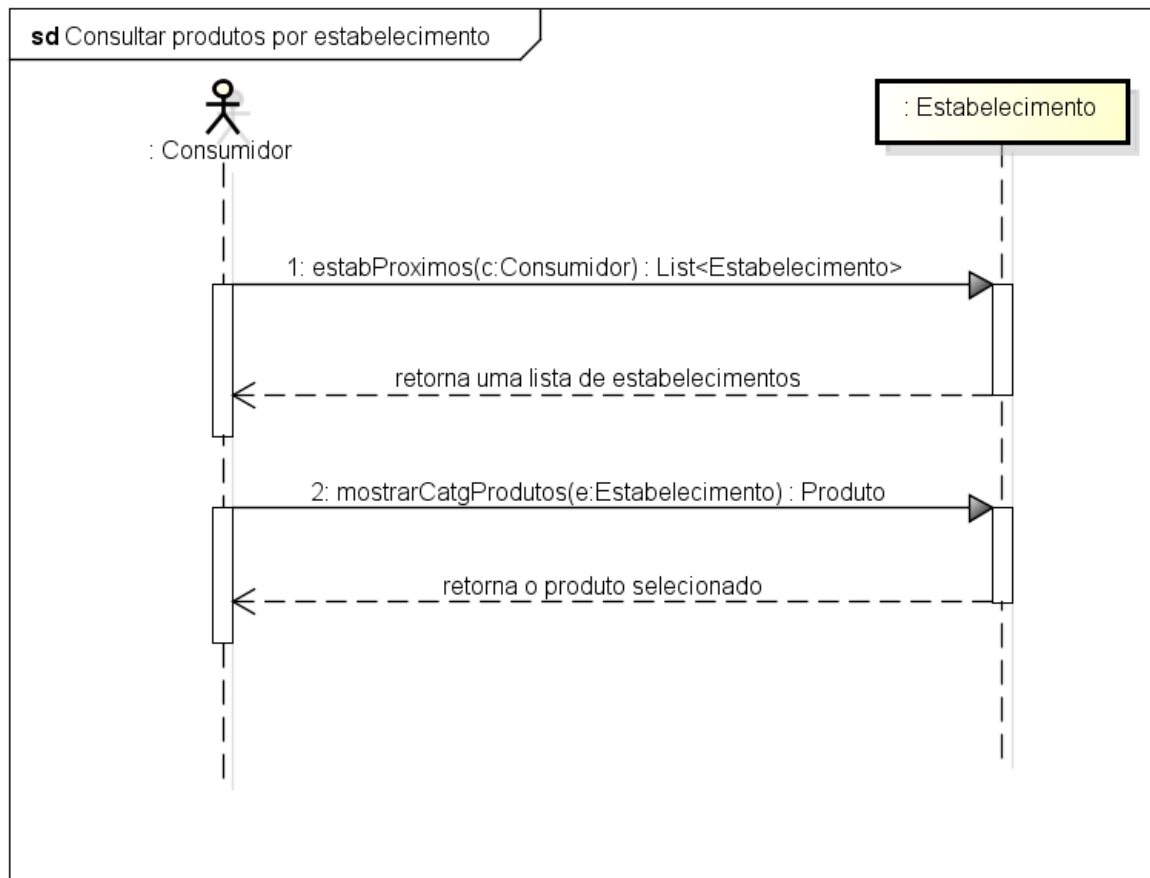 sd Consultar produtos por estabelecimento
: Consumidor
: Estabelecimento
1: estabProximos(c:Consumidor) : List<Estabelecimento>
retorna uma lista de estabelecimentos
2: mostrarCatgProdutos(e:Estabelecimento) : Produto
retorna o produto selecionado